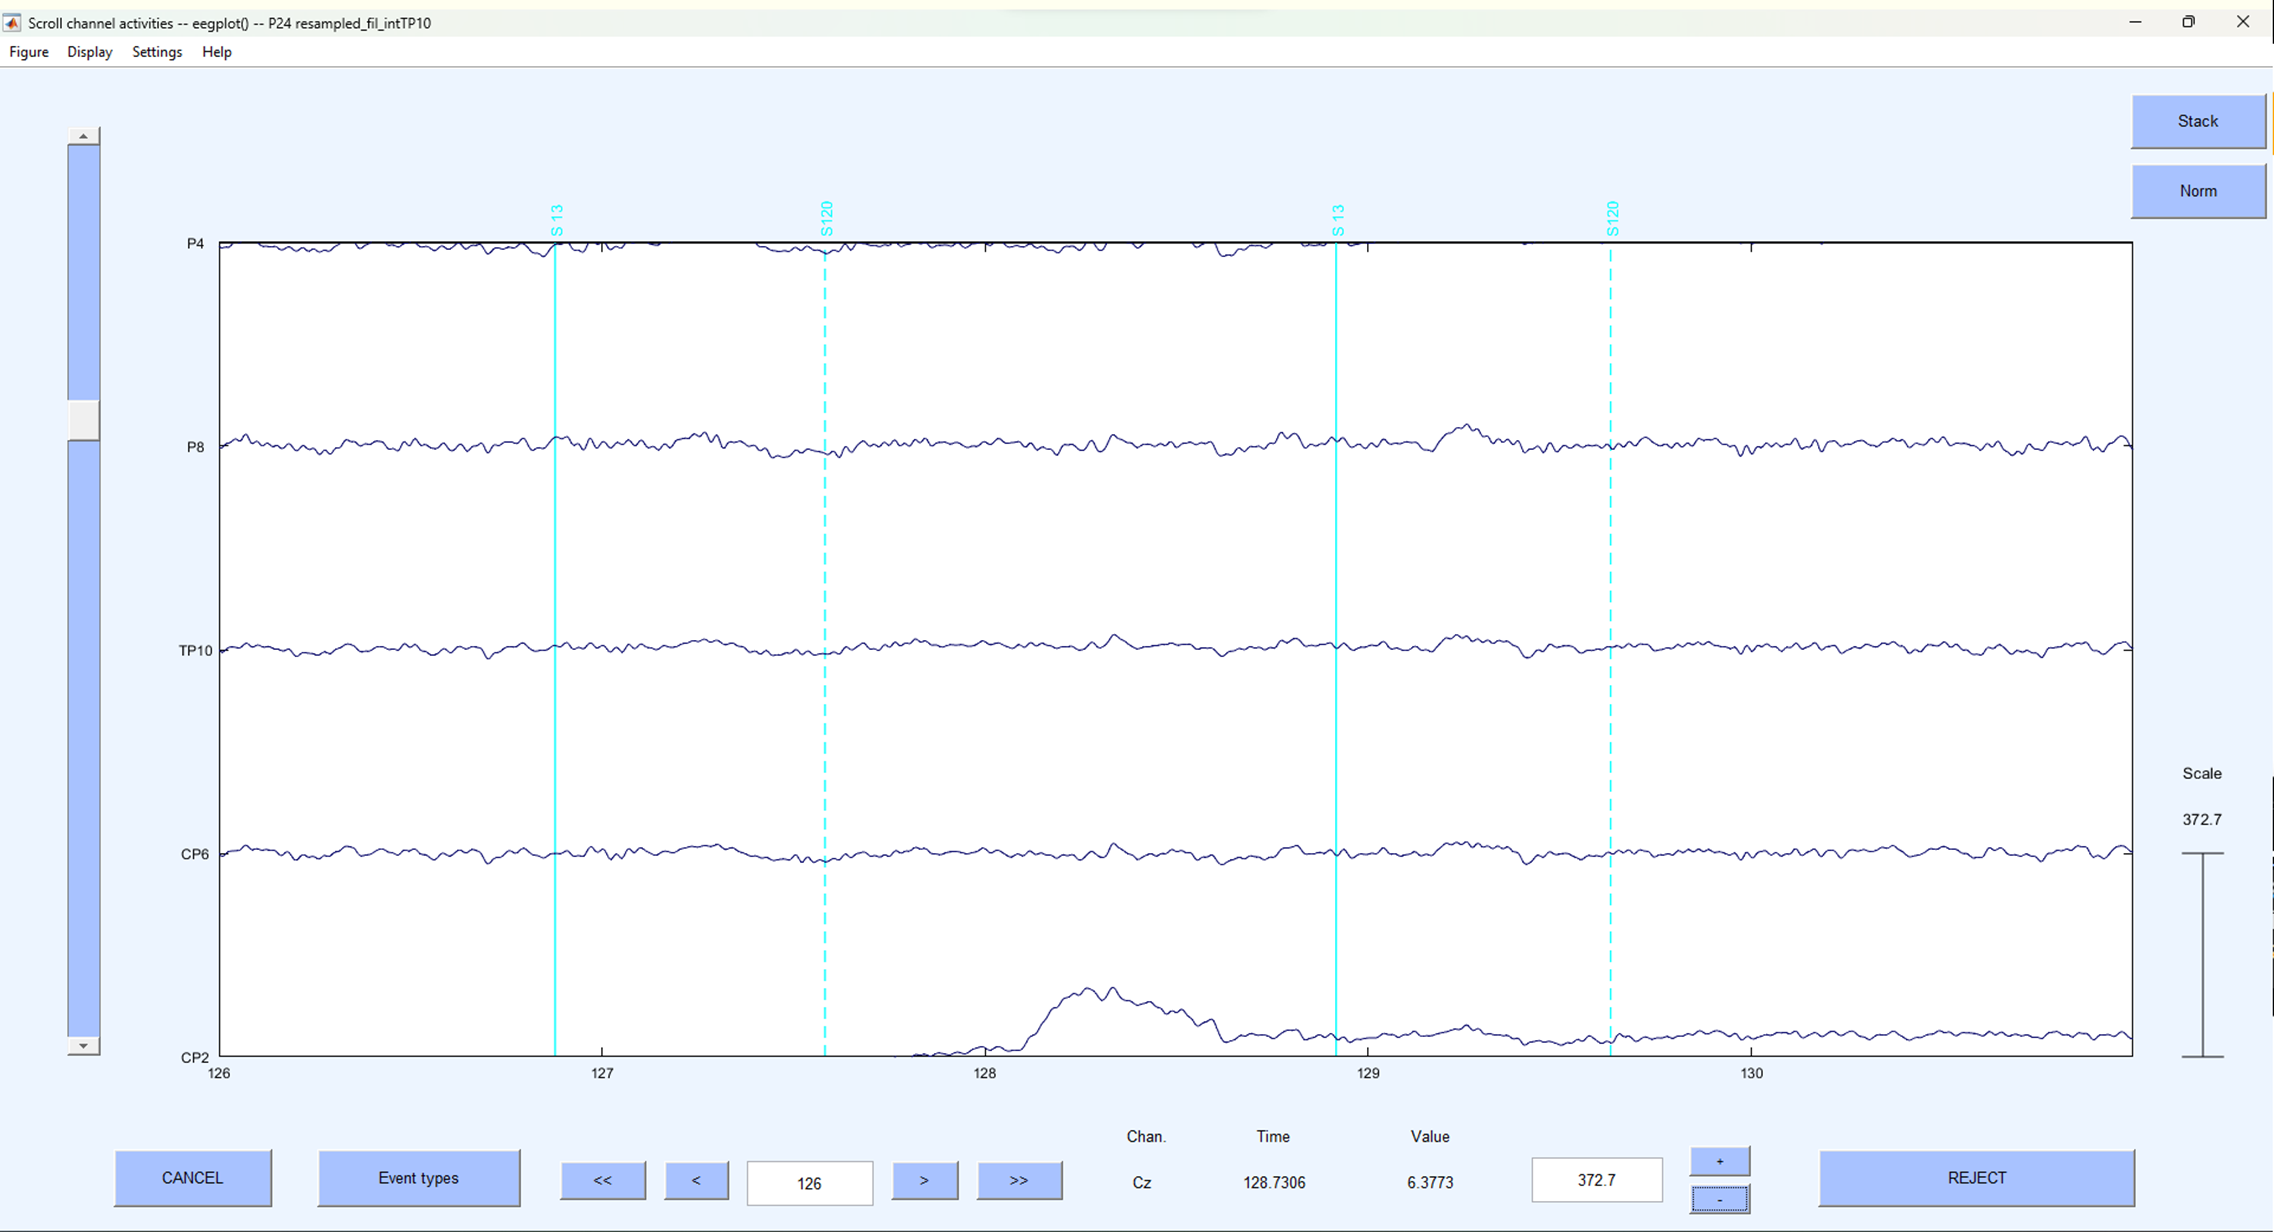 Scroll channel activities -- eegplot() -- P24 resampled_fil_intTP10
Figure Display Settings Help
Stack
Norm
S 13 S120 S 13 S120
P4
P8
TP10
CP6
CP2
126 127 128 129 130
Scale
372.7
Chan. Time Value
CANCEL Event types << < 126 > >> Cz 128.7306 6.3773 372.7 + - REJECT